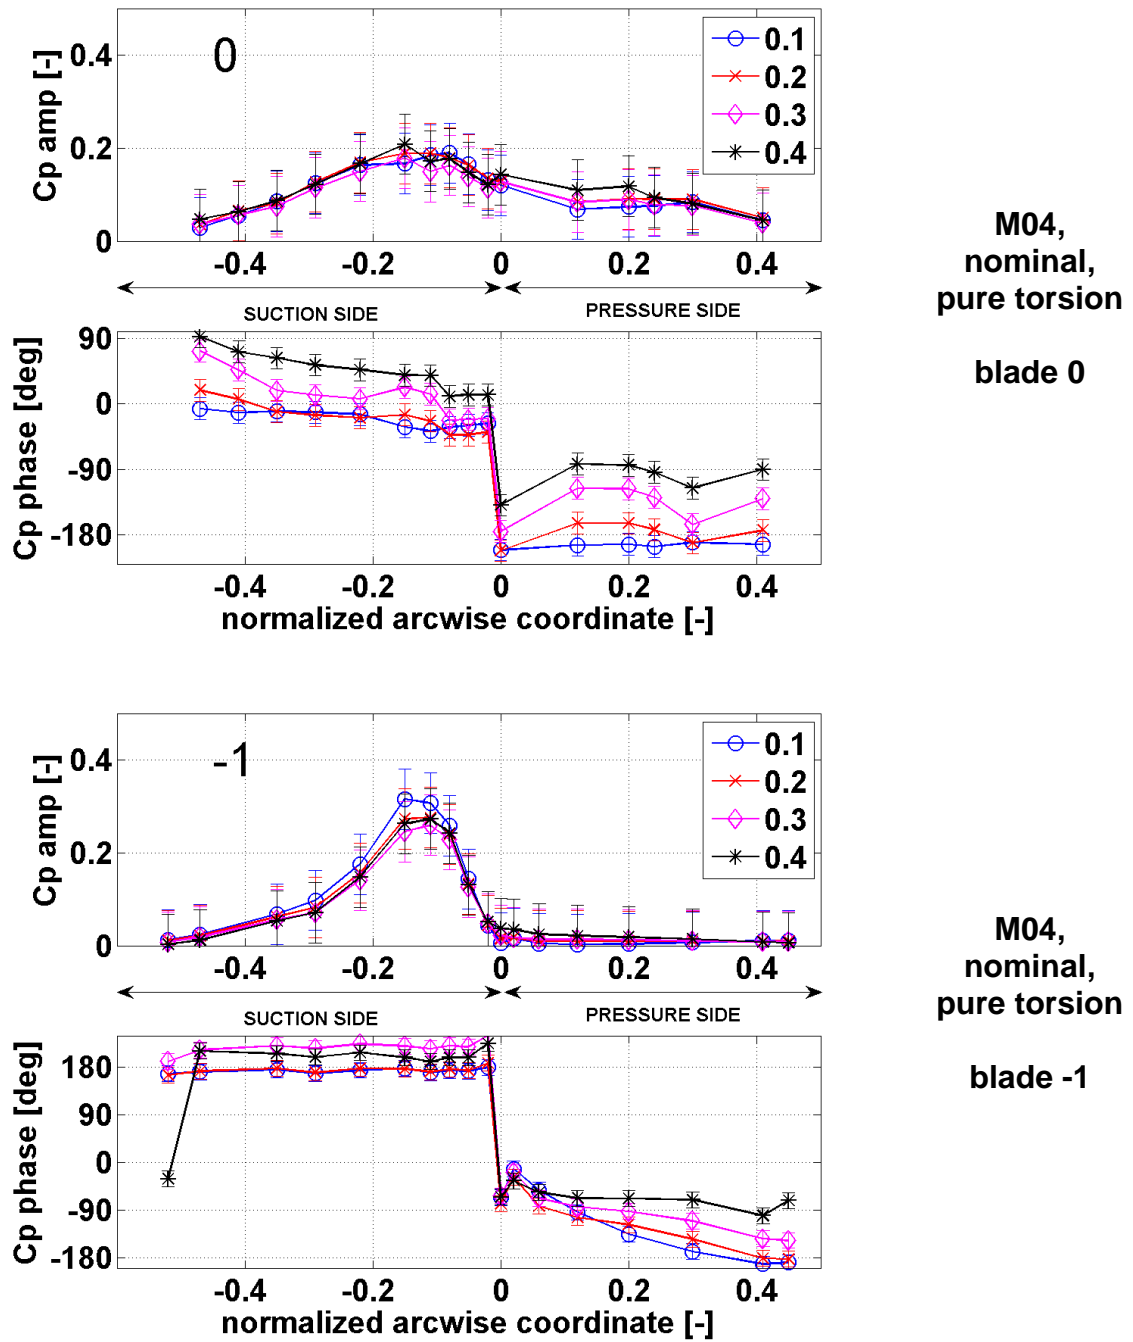 0
0.1
0.2
0.3
0.4
Cp amp [-]
0.4
0.2
0
-0.4 -0.2 0 0.2 0.4
SUCTION SIDE PRESSURE SIDE
Cp phase [deg]
90
0
-90
-180
-0.4 -0.2 0 0.2 0.4
normalized arcwise coordinate [-]
M04,
nominal,
pure torsion
blade 0
-1
0.1
0.2
0.3
0.4
Cp amp [-]
0.4
0.2
0
-0.4 -0.2 0 0.2 0.4
SUCTION SIDE PRESSURE SIDE
Cp phase [deg]
180
90
0
-90
-180
-0.4 -0.2 0 0.2 0.4
normalized arcwise coordinate [-]
M04,
nominal,
pure torsion
blade -1